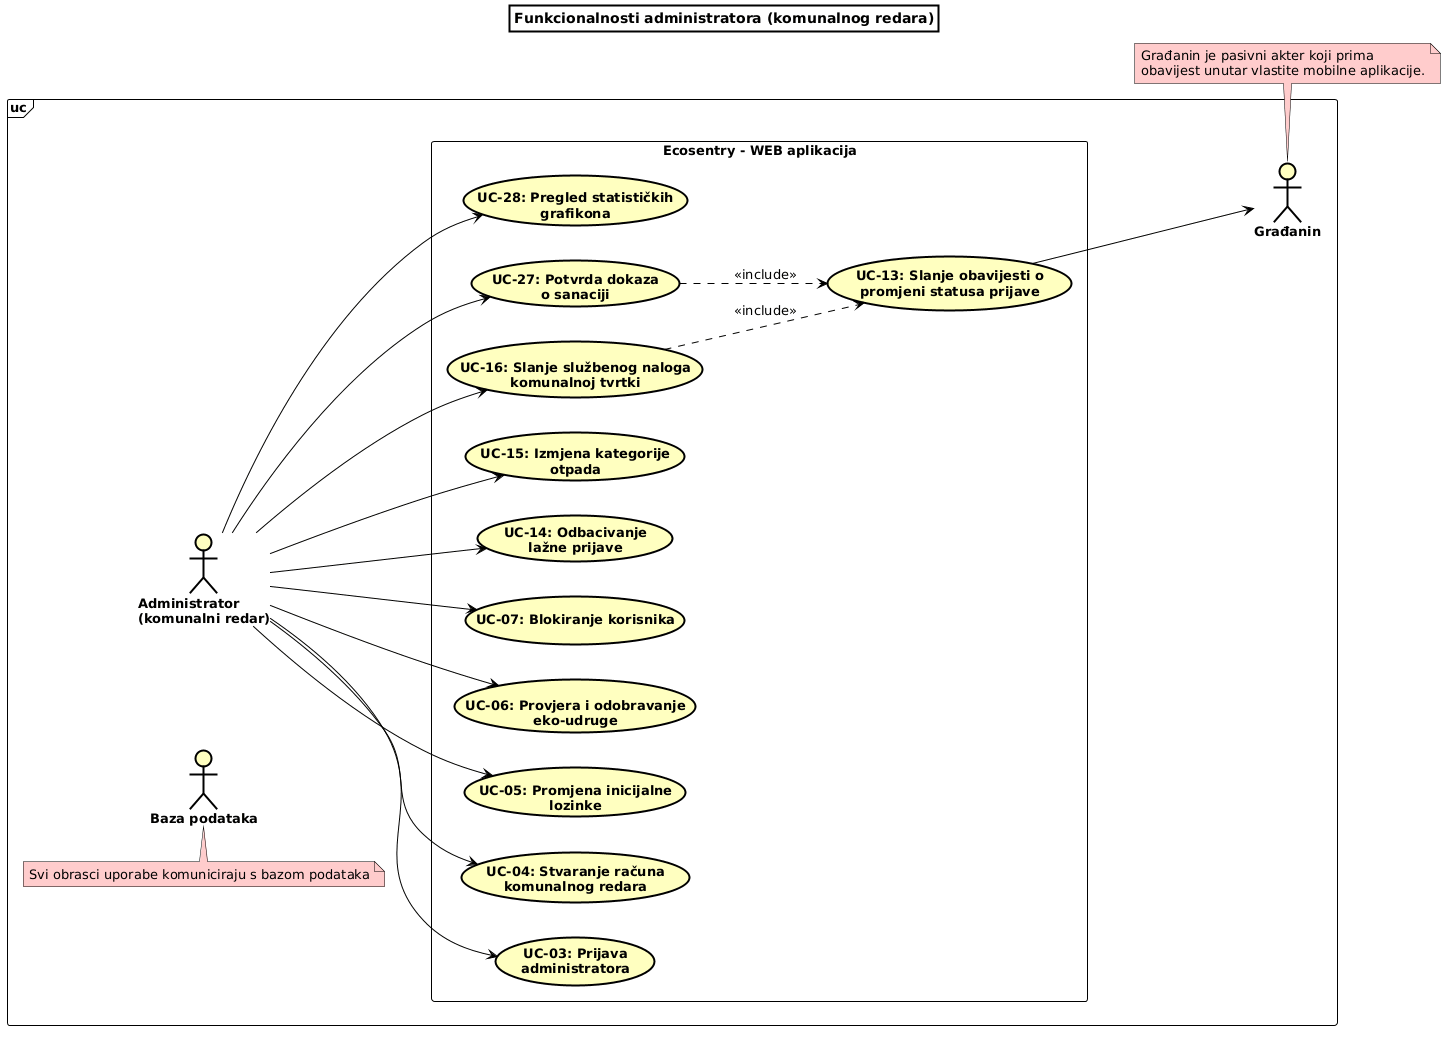 Funkcionalnosti administratora (komunalnog redara)
Građanin je pasivni akter koji prima
obavijest unutar vlastite mobilne aplikacije.
uc
Ecosentry - WEB aplikacija
UC-28: Pregled statističkih
grafikona
Građanin
UC-27: Potvrda dokaza
o sanaciji
«include»
UC-13: Slanje obavijesti o
promjeni statusa prijave
«include»
UC-16: Slanje službenog naloga
komunalnoj tvrtki
UC-15: Izmjena kategorije
otpada
UC-14: Odbacivanje
lažne prijave
Administrator
(komunalni redar)
UC-07: Blokiranje korisnika
UC-06: Provjera i odobravanje
eko-udruge
UC-05: Promjena inicijalne
lozinke
Baza podataka
Svi obrasci uporabe komuniciraju s bazom podataka
UC-04: Stvaranje računa
komunalnog redara
UC-03: Prijava
administratora